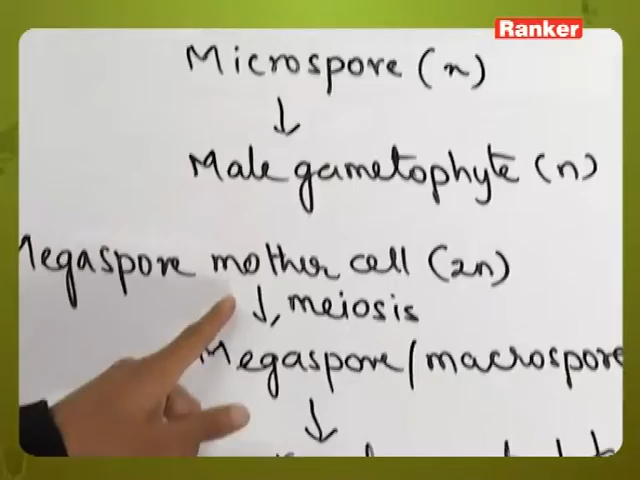 Ranker
Microspore (n)
↓
Male gametophyte (n)
Megaspore mother cell (2n)
↓, meiosis
Megaspore/macrospore
↓